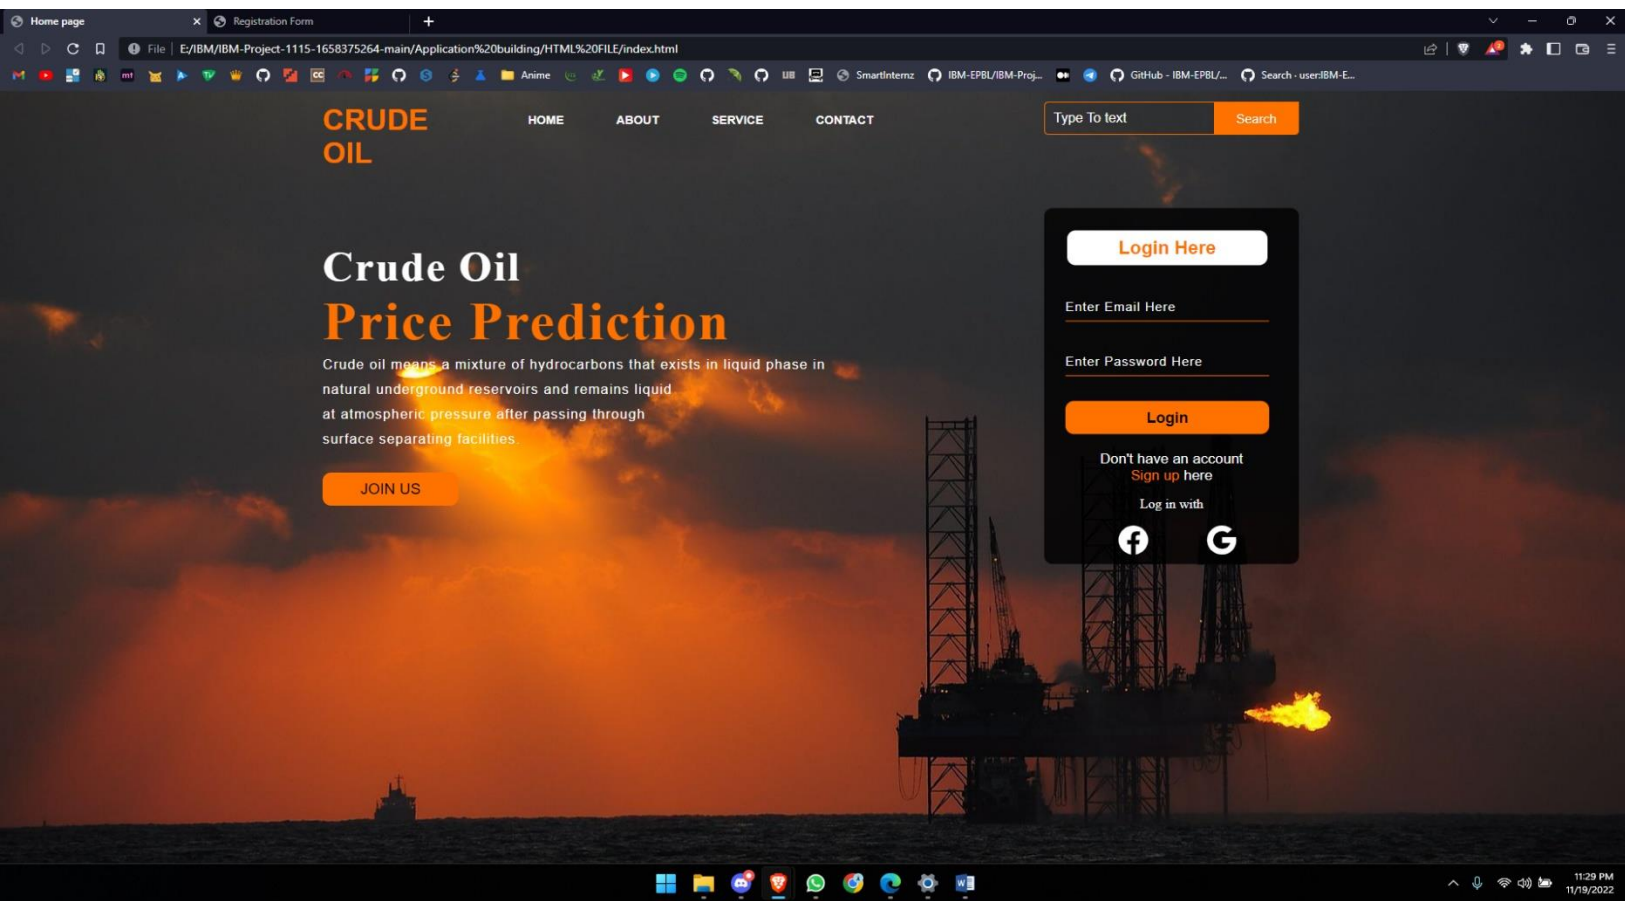 Home page
Registration Form
File | E:/IBM/IBM-Project-1115-1658375264-main/Application%20building/HTML%20FILE/index.html
Anime
SmartInternz
IBM-EPBL/IBM-Proj...
GitHub - IBM-EPBL/...
Search · user:IBM-E...
CRUDE
OIL
HOME
ABOUT
SERVICE
CONTACT
Type To text
Search
Crude Oil
Price Prediction
Crude oil means a mixture of hydrocarbons that exists in liquid phase in
natural underground reservoirs and remains liquid
at atmospheric pressure after passing through
surface separating facilities.
JOIN US
Login Here
Enter Email Here
Enter Password Here
Login
Don't have an account
Sign up here
Log in with
11:29 PM
11/19/2022